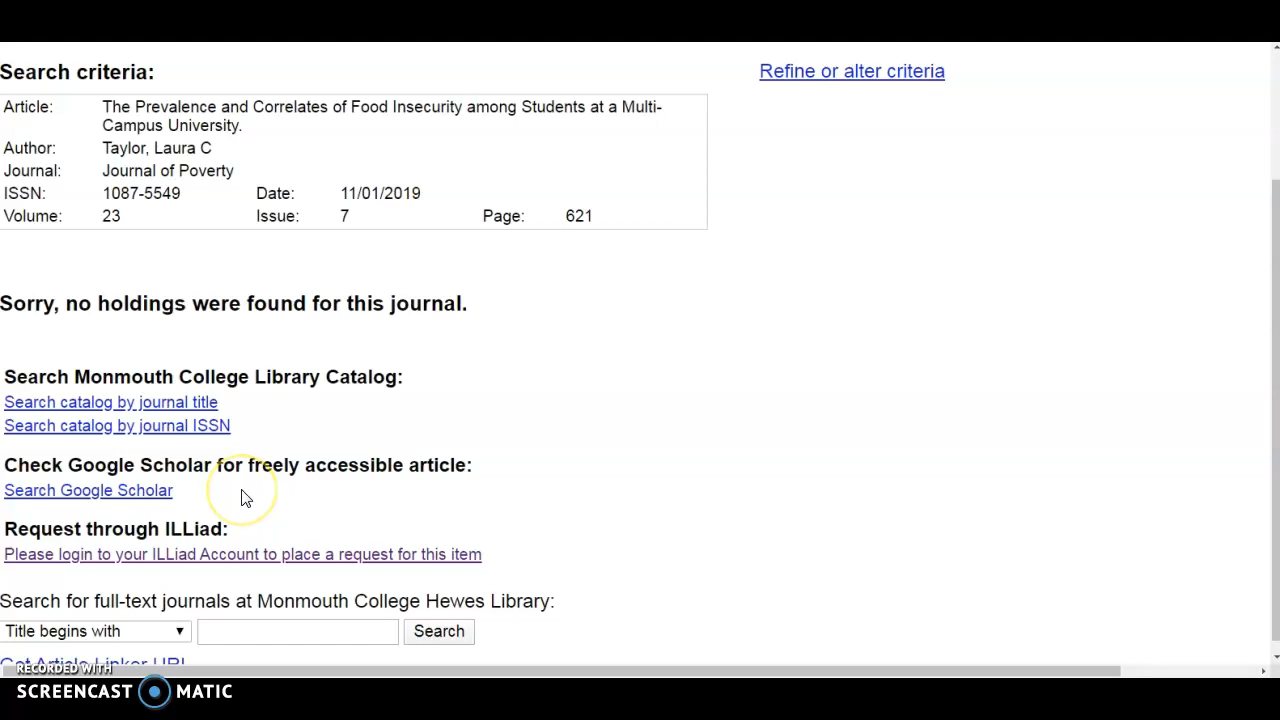 Search criteria:
Refine or alter criteria
Article: The Prevalence and Correlates of Food Insecurity among Students at a Multi-
Campus University.
Author: Taylor, Laura C
Journal: Journal of Poverty
ISSN: 1087-5549 Date: 11/01/2019
Volume: 23 Issue: 7 Page: 621
Sorry, no holdings were found for this journal.
Search Monmouth College Library Catalog:
Search catalog by journal title
Search catalog by journal ISSN
Check Google Scholar for freely accessible article:
Search Google Scholar
Request through ILLiad:
Please login to your ILLiad Account to place a request for this item
Search for full-text journals at Monmouth College Hewes Library:
Title begins with Search
Get Article Linker URL
RECORDED WITH
SCREENCAST MATIC